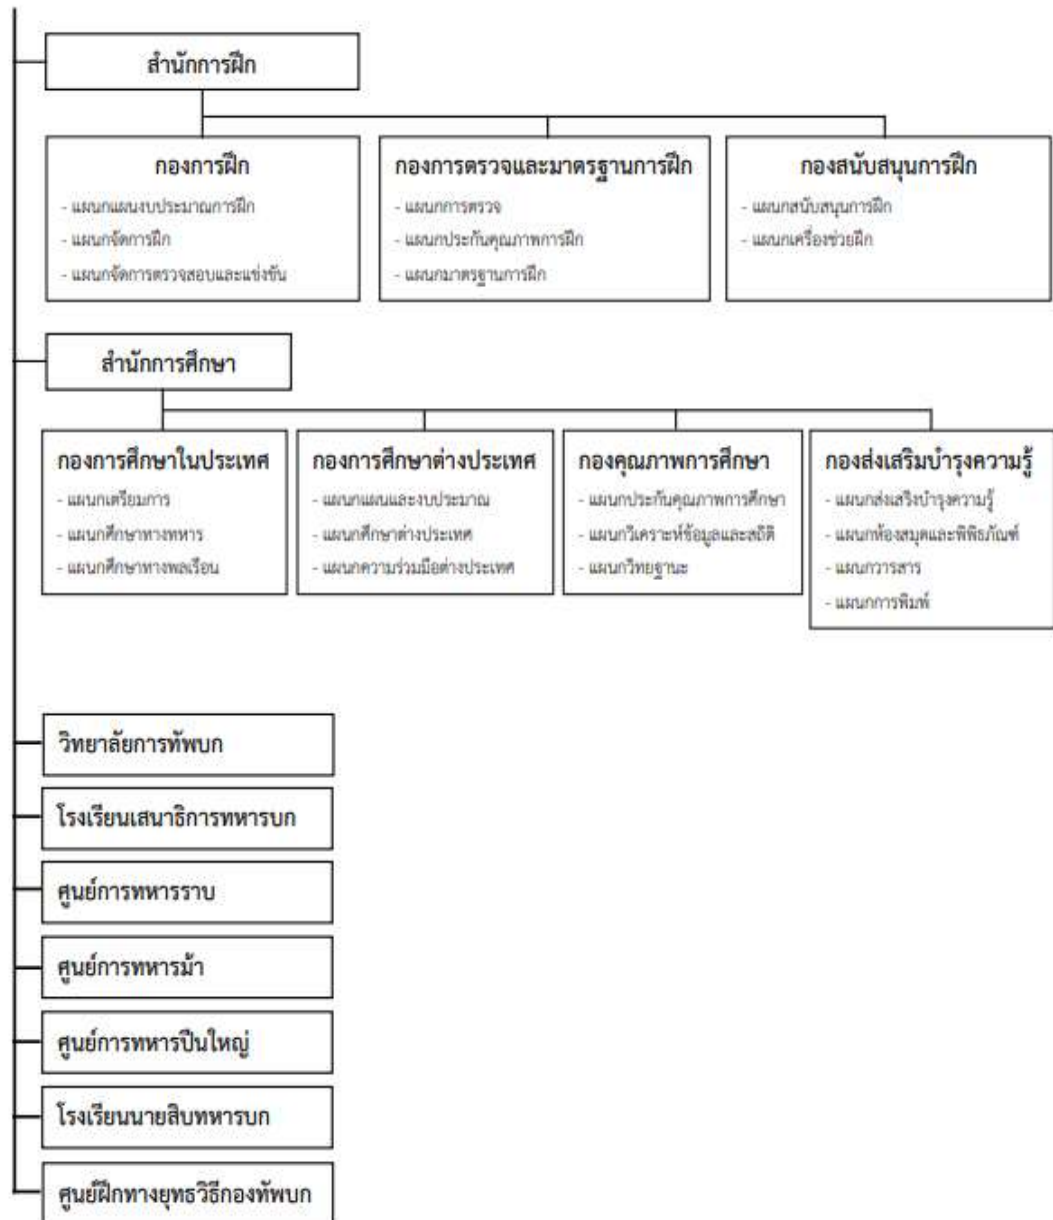 สำนักการฝึก
กองการฝึก
- แผนกแผนงบประมาณการฝึก
- แผนกจัดการฝึก
- แผนกจัดการตรวจสอบและแข่งขัน
กองการตรวจและมาตรฐานการฝึก
- แผนกการตรวจ
- แผนกประกันคุณภาพการฝึก
- แผนกมาตรฐานการฝึก
กองสนับสนุนการฝึก
- แผนกสนับสนุนการฝึก
- แผนกเครื่องช่วยฝึก
สำนักการศึกษา
กองการศึกษาในประเทศ
- แผนกเตรียมการ
- แผนกศึกษาทางทหาร
- แผนกศึกษาทางพลเรือน
กองการศึกษาต่างประเทศ
- แผนกแผนและงบประมาณ
- แผนกศึกษาต่างประเทศ
- แผนกความร่วมมือต่างประเทศ
กองคุณภาพการศึกษา
- แผนกประกันคุณภาพการศึกษา
- แผนกวิเคราะห์ข้อมูลและสถิติ
- แผนกวิทยฐานะ
กองส่งเสริมบำรุงความรู้
- แผนกส่งเสริงบำรุงความรู้
- แผนกห้องสมุดและพิพิธภัณฑ์
- แผนกวารสาร
- แผนกการพิมพ์
วิทยาลัยการทัพบก
โรงเรียนเสนาธิการทหารบก
ศูนย์การทหารราบ
ศูนย์การทหารม้า
ศูนย์การทหารปืนใหญ่
โรงเรียนนายสิบทหารบก
ศูนย์ฝึกทางยุทธวิธีกองทัพบก